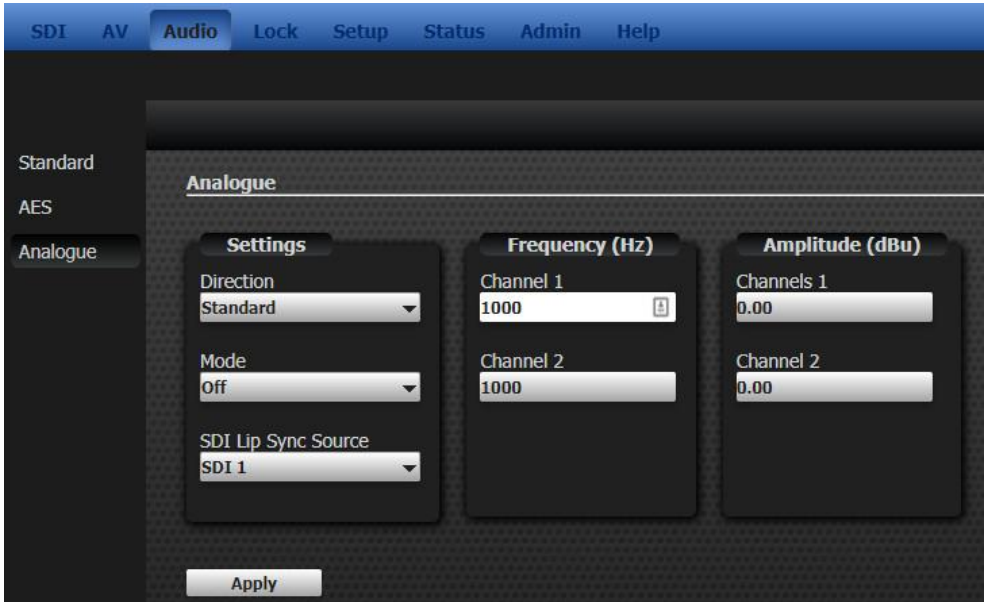 SDI AV Audio Lock Setup Status Admin Help
Standard
AES
Analogue
Analogue
Settings
Direction
Standard
Mode
Off
SDI Lip Sync Source
SDI 1
Frequency (Hz)
Channel 1
1000
Channel 2
1000
Amplitude (dBu)
Channels 1
0.00
Channel 2
0.00
Apply